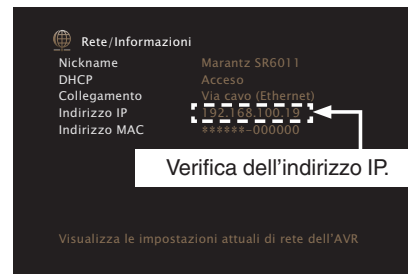 Rete/Informazioni
Nickname Marantz SR6011
DHCP Acceso
Collegamento Via cavo (Ethernet)
Indirizzo IP 192.168.100.19
Indirizzo MAC ******-000000
Verifica dell'indirizzo IP.
Visualizza le impostazioni attuali di rete dell'AVR